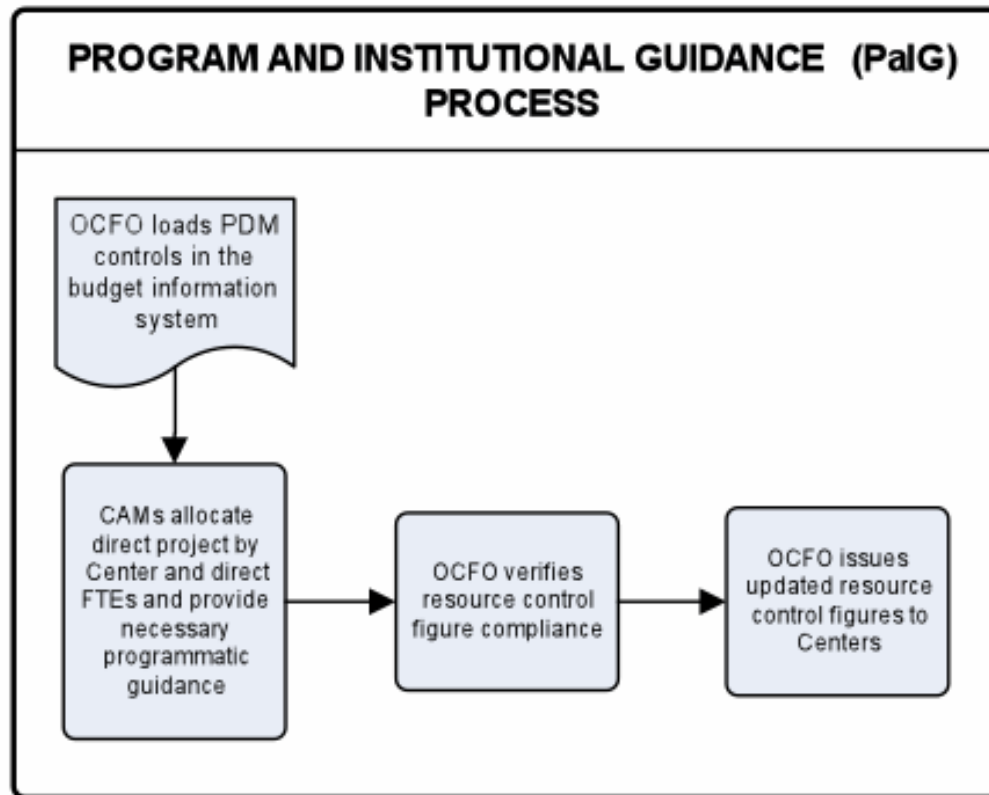 PROGRAM AND INSTITUTIONAL GUIDANCE (PaIG)
PROCESS
OCFO loads PDM
controls in the
budget information
system
CAMs allocate
direct project by
Center and direct
FTEs and provide
necessary
programmatic
guidance
OCFO verifies
resource control
figure compliance
OCFO issues
updated resource
control figures to
Centers